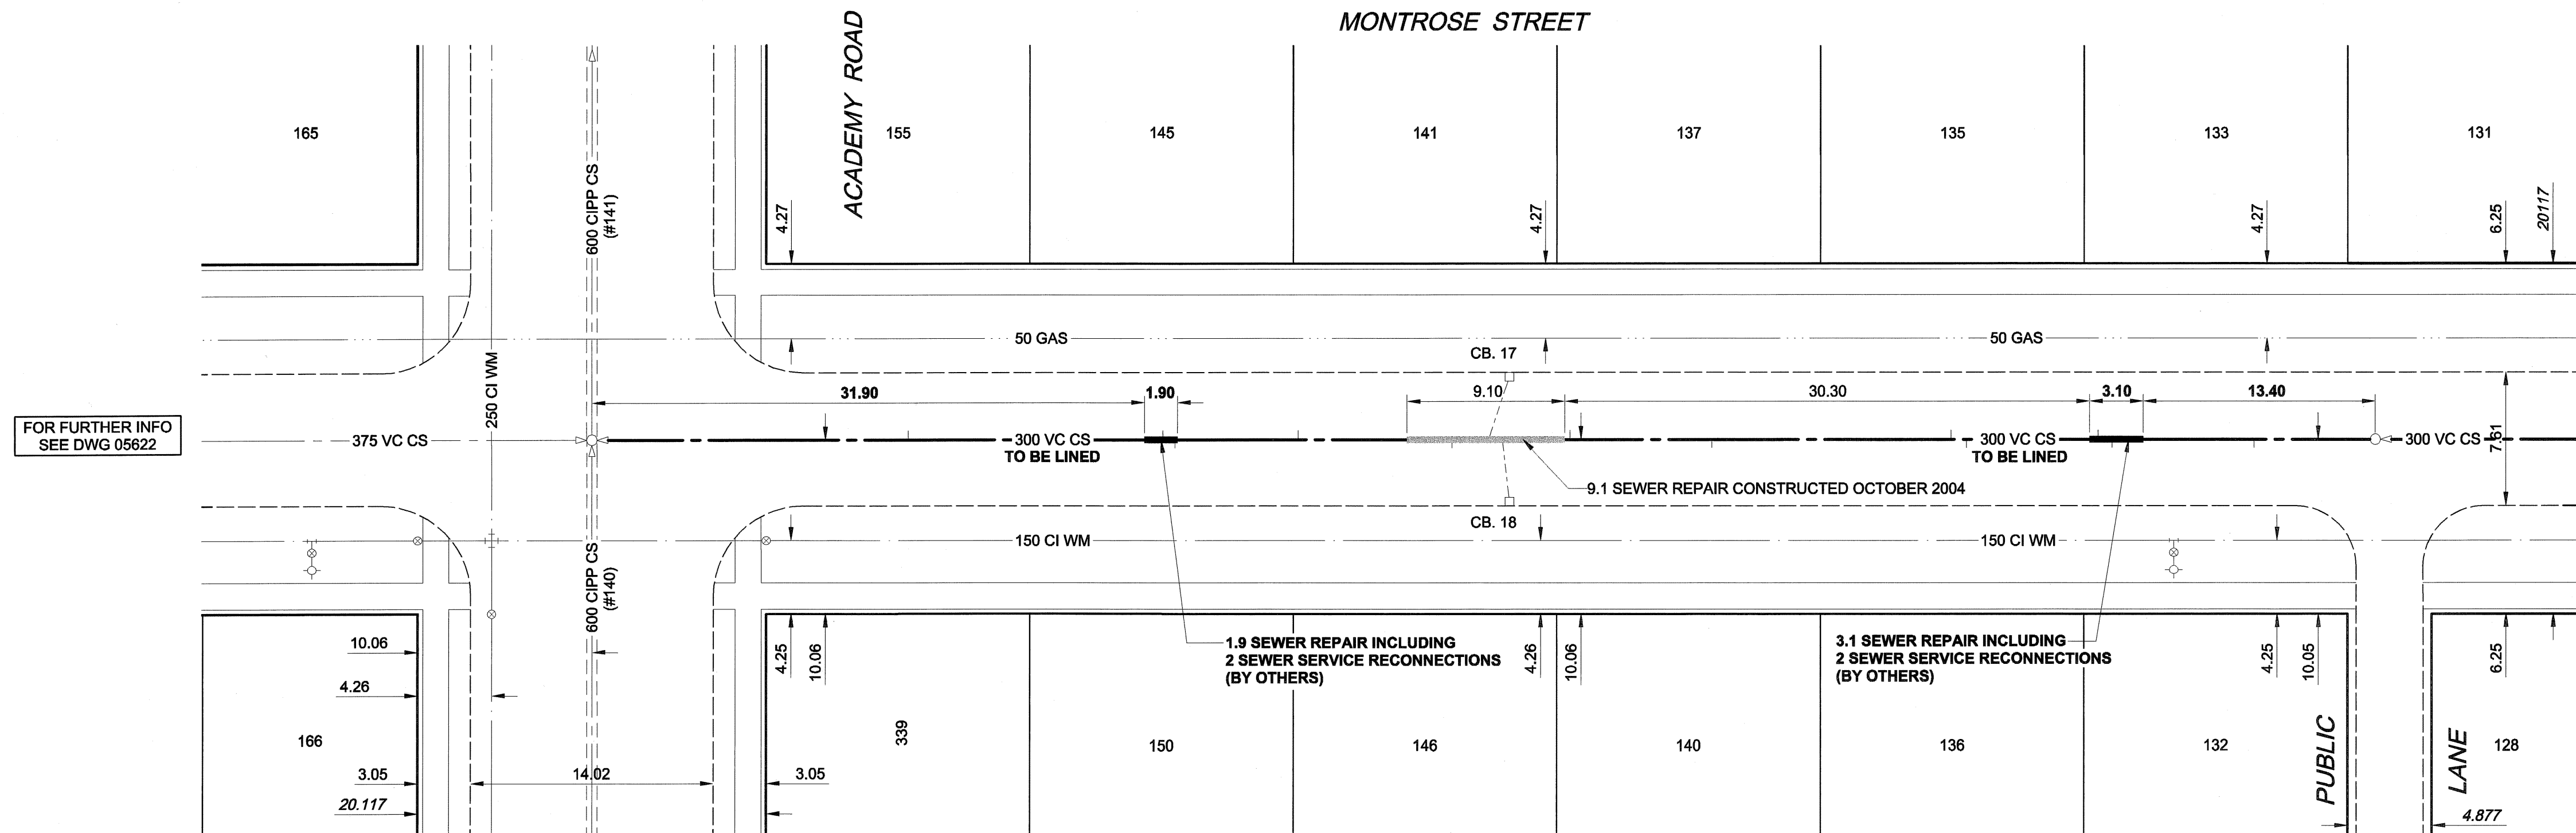 MONTROSE STREET
ACADEMY ROAD
165
155
145
141
137
135
133
131
600 CIPP CS
(#141)
4.27
4.27
4.27
6.25
20117
250 CI WM
50 GAS
50 GAS
CB. 17
31.90
1.90
9.10
30.30
3.10
13.40
FOR FURTHER INFO
SEE DWG 05622
375 VC CS
300 VC CS
TO BE LINED
300 VC CS
TO BE LINED
300 VC CS
7.61
9.1 SEWER REPAIR CONSTRUCTED OCTOBER 2004
CB. 18
150 CI WM
150 CI WM
600 CIPP CS
(#140)
10.06
4.26
4.25
10.06
1.9 SEWER REPAIR INCLUDING
2 SEWER SERVICE RECONNECTIONS
(BY OTHERS)
4.26
10.06
3.1 SEWER REPAIR INCLUDING
2 SEWER SERVICE RECONNECTIONS
(BY OTHERS)
4.25
10.05
6.25
166
339
150
146
140
136
132
PUBLIC
LANE
128
3.05
14.02
3.05
20.117
4.877